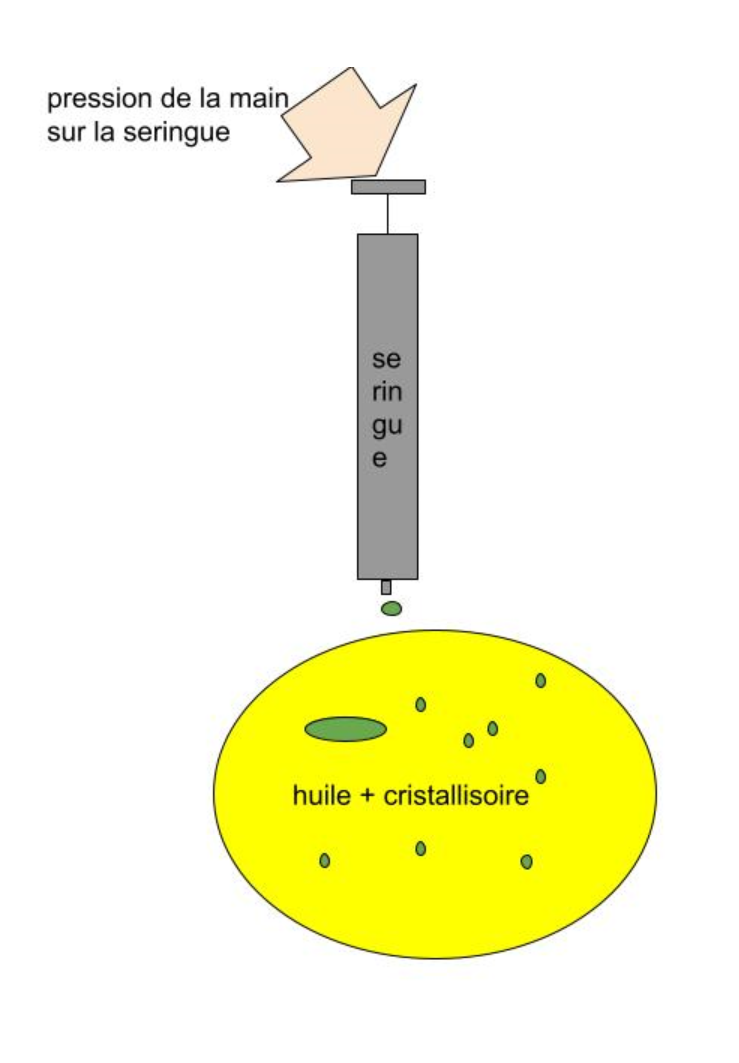 pression de la main
sur la seringue
se
rin
gu
e
huile + cristallisoire